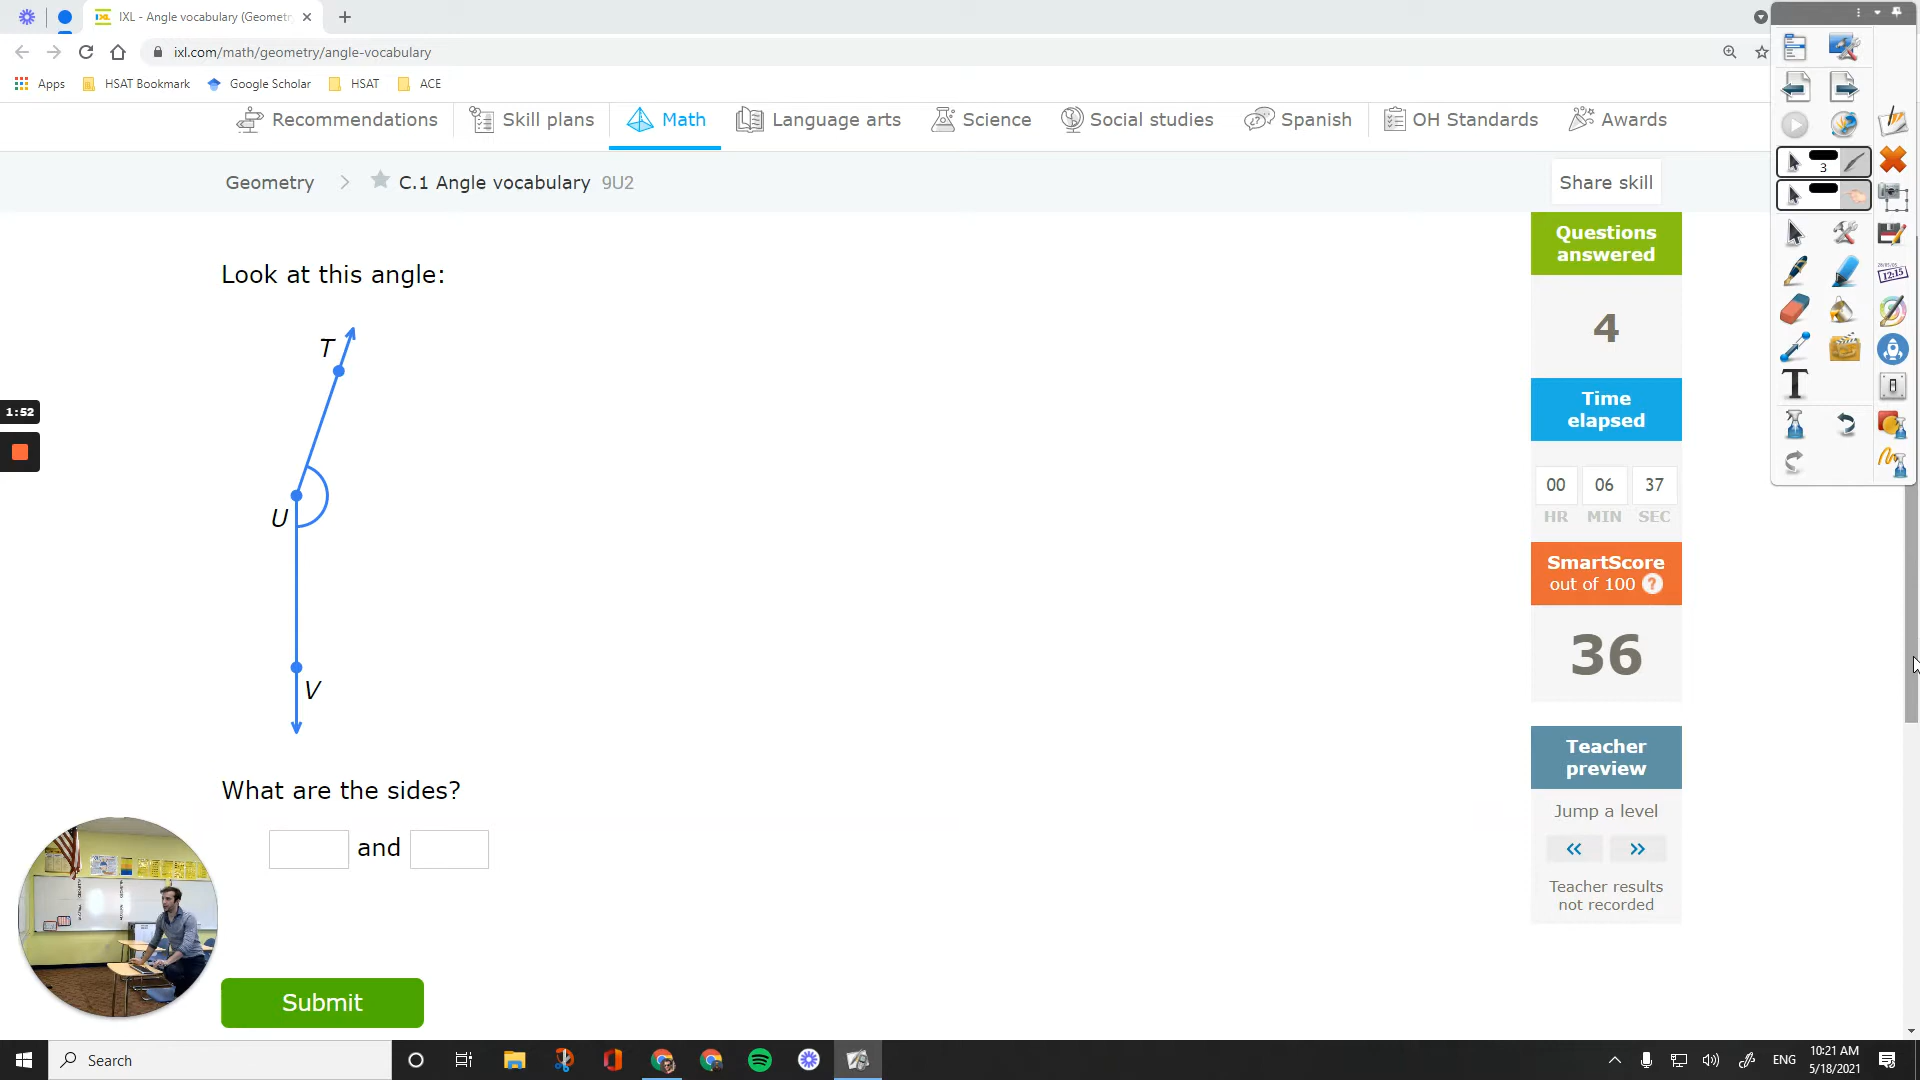 IXL - Angle vocabulary (Geometr
ixl.com/math/geometry/angle-vocabulary
Apps HSAT Bookmark Google Scholar HSAT ACE
Recommendations Skill plans Math Language arts Science Social studies Spanish OH Standards Awards
Geometry C.1 Angle vocabulary 9U2 Share skill
Look at this angle:
T
U
V
What are the sides?
and
Submit
Questions
answered
4
Time
elapsed
00 06 37
HR MIN SEC
SmartScore
out of 100 ?
36
Teacher
preview
Jump a level
Teacher results
not recorded
1:52
3
12:15
T
Search
ENG
10:21 AM
5/18/2021